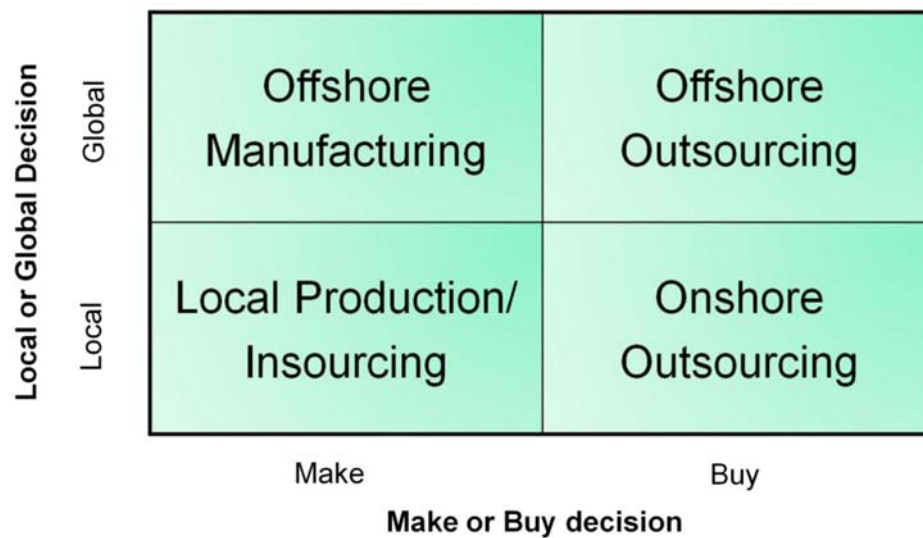 Local or Global Decision
Global
Offshore
Manufacturing
Offshore
Outsourcing
Local
Local Production/
Insourcing
Onshore
Outsourcing
Make
Buy
Make or Buy decision